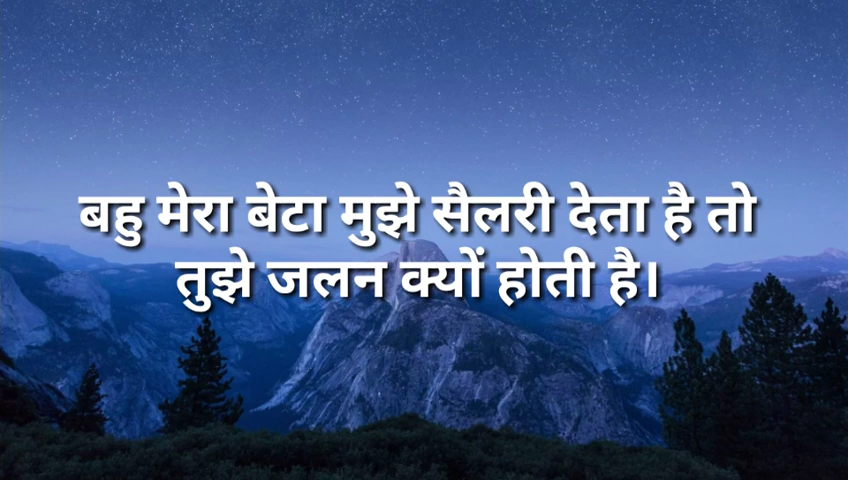 बहु मेरा बेटा मुझे सैलरी देता है तो
तुझे जलन क्यों होती है।